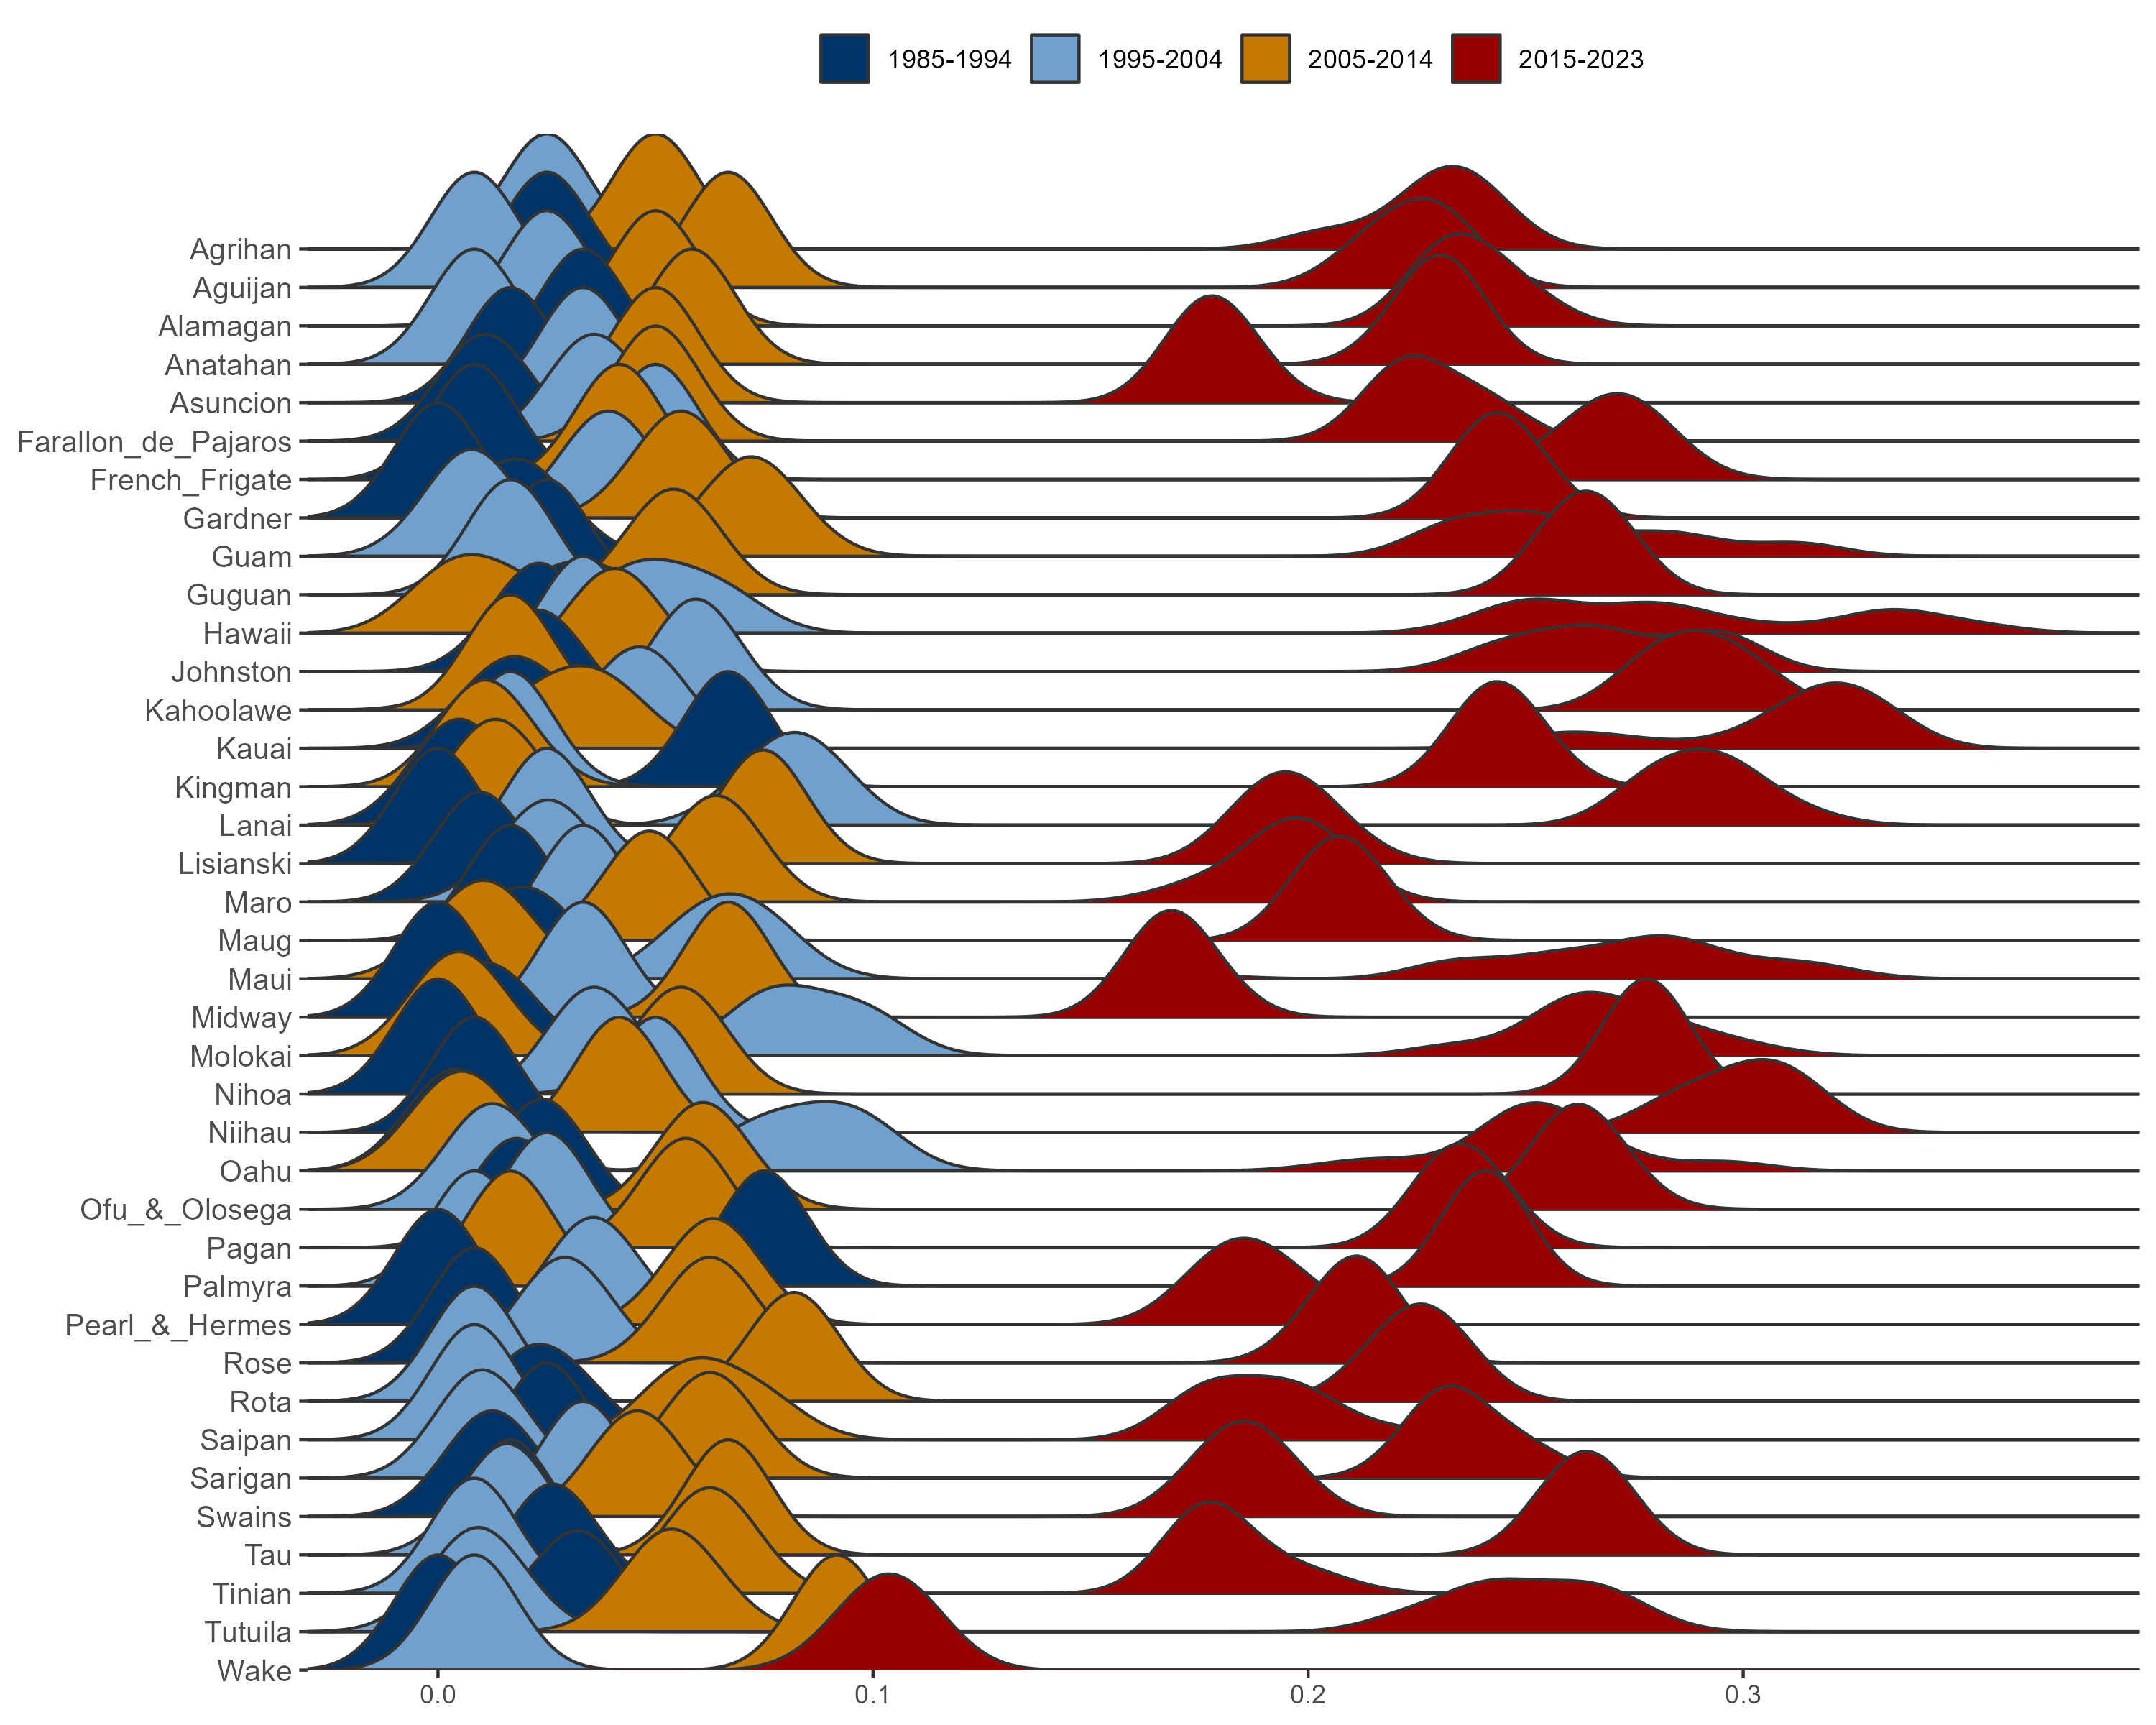 1985-1994 1995-2004 2005-2014 2015-2023
Agrihan
Aguijan
Alamagan
Anatahan
Asuncion
Farallon_de_Pajaros
French_Frigate
Gardner
Guam
Guguan
Hawaii
Johnston
Kahoolawe
Kauai
Kingman
Lanai
Lisianski
Maro
Maug
Maui
Midway
Molokai
Nihoa
Niihau
Oahu
Ofu_&_Olosega
Pagan
Palmyra
Pearl_&_Hermes
Rose
Rota
Saipan
Sarigan
Swains
Tau
Tinian
Tutuila
Wake
0.0 0.1 0.2 0.3